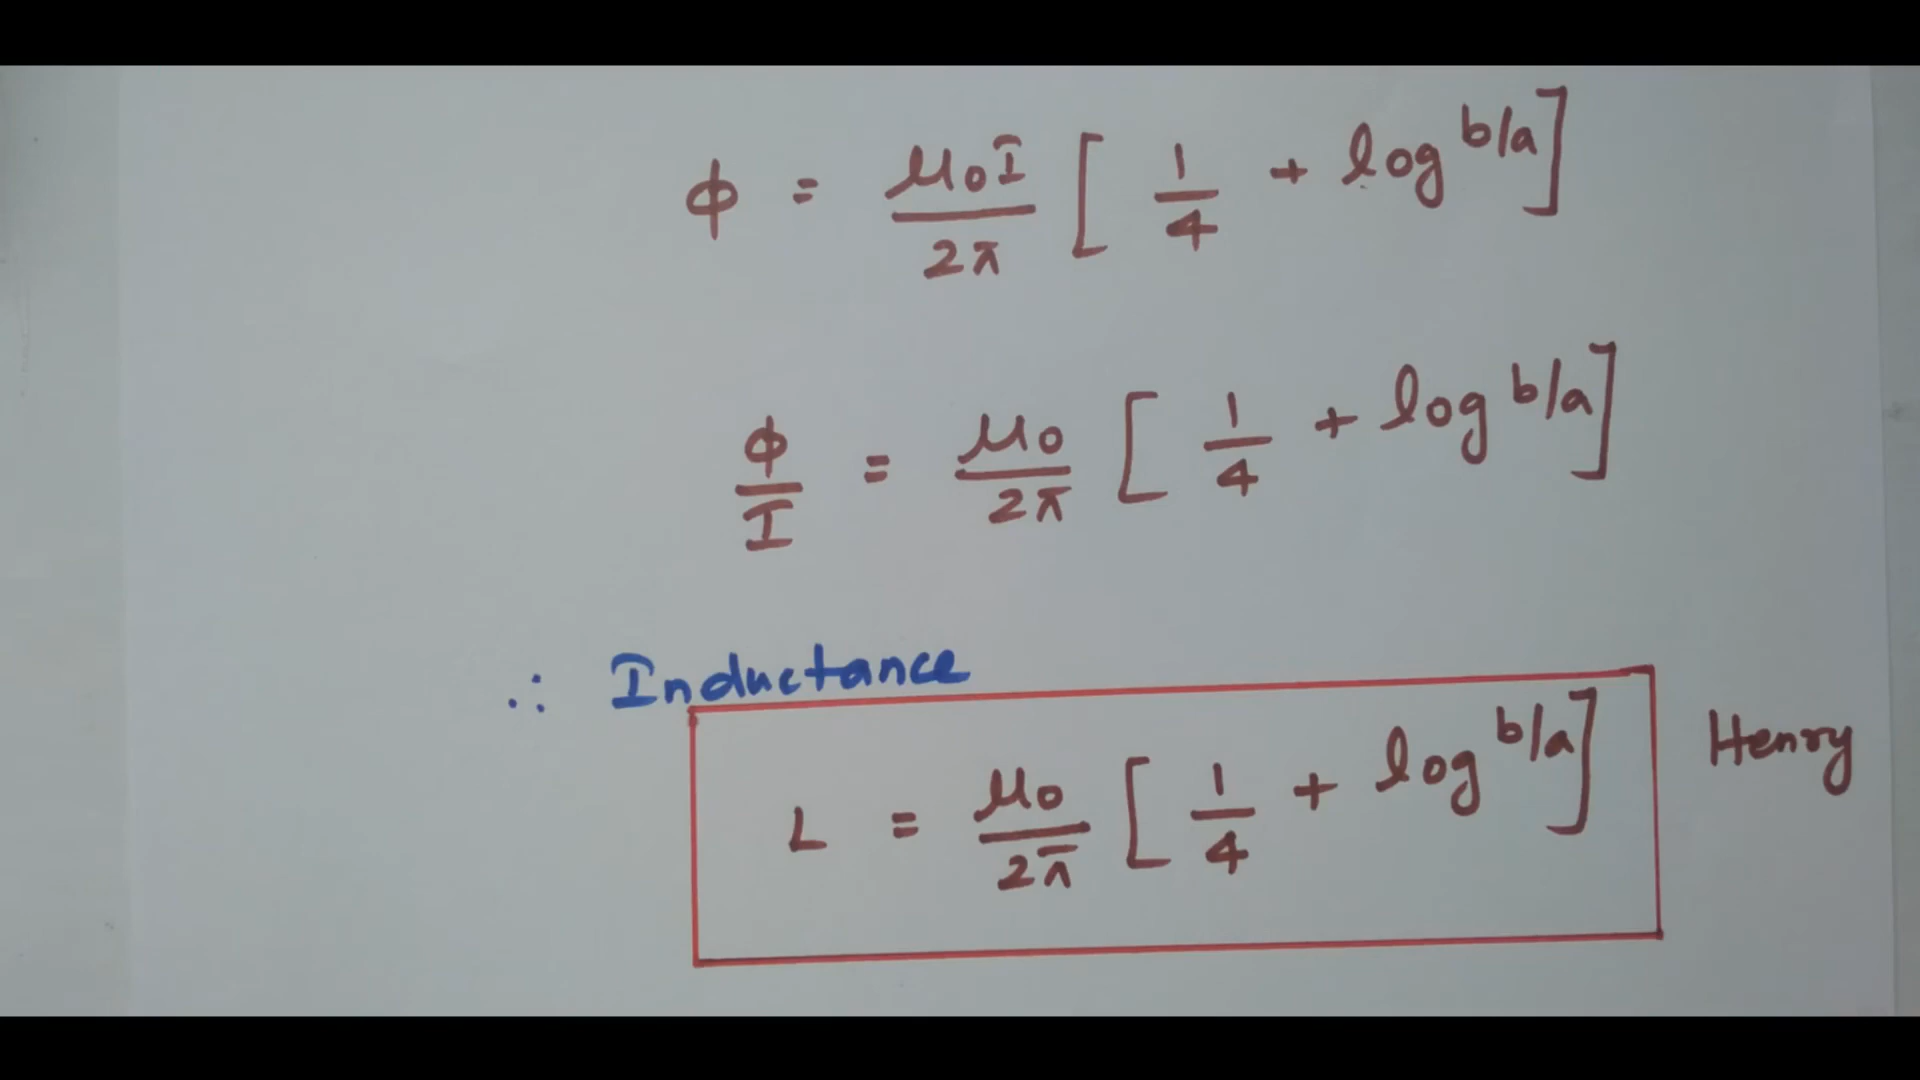 ϕ = μ₀I/2π [ 1/4 + log b/a ]
ϕ/I = μ₀/2π [ 1/4 + log b/a ]
∴ Inductance
L = μ₀/2π [ 1/4 + log b/a ] Henry